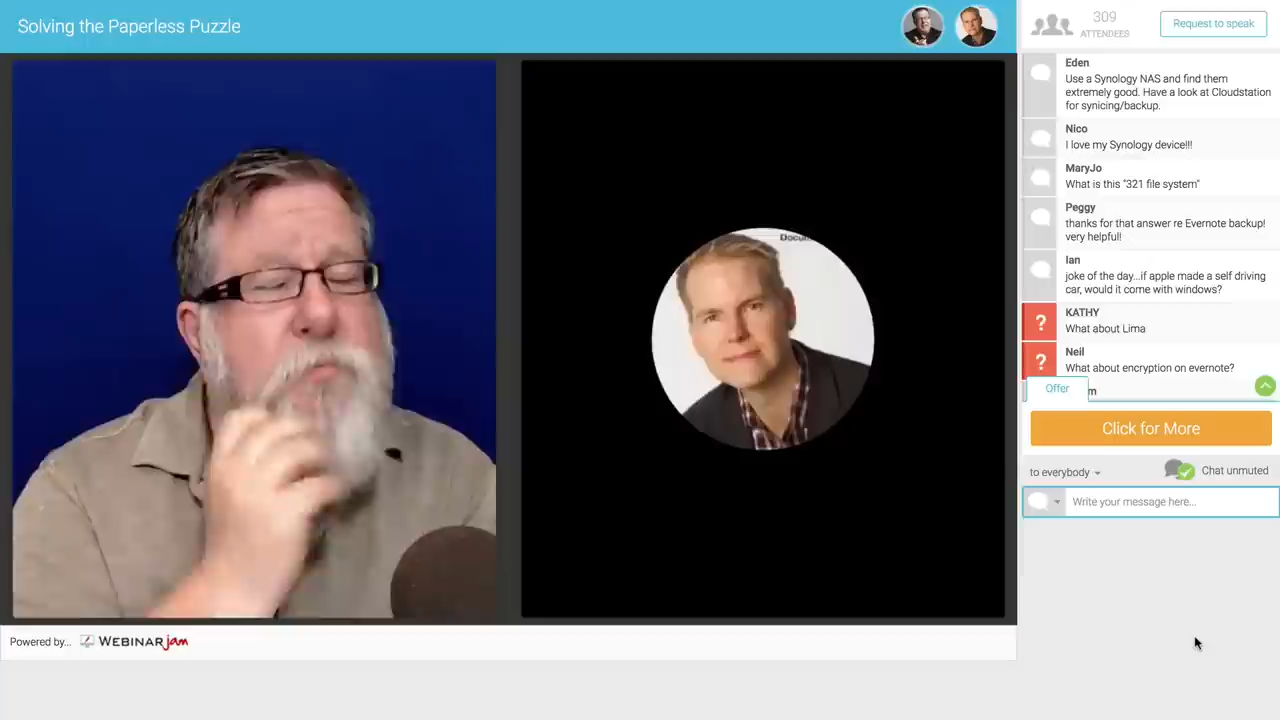 Solving the Paperless Puzzle
309
ATTENDEES
Request to speak
Eden
Use a Synology NAS and find them
extremely good. Have a look at Cloudstation
for synicing/backup.
Nico
I love my Synology device!!!
MaryJo
What is this "321 file system"
Peggy
thanks for that answer re Evernote backup!
very helpful!
Ian
joke of the day...if apple made a self driving
car, would it come with windows?
? KATHY
What about Lima
? Neil
What about encryption on evernote?
Offer
Click for More
to everybody
Chat unmuted
Write your message here...
Powered by... WEBINARjam